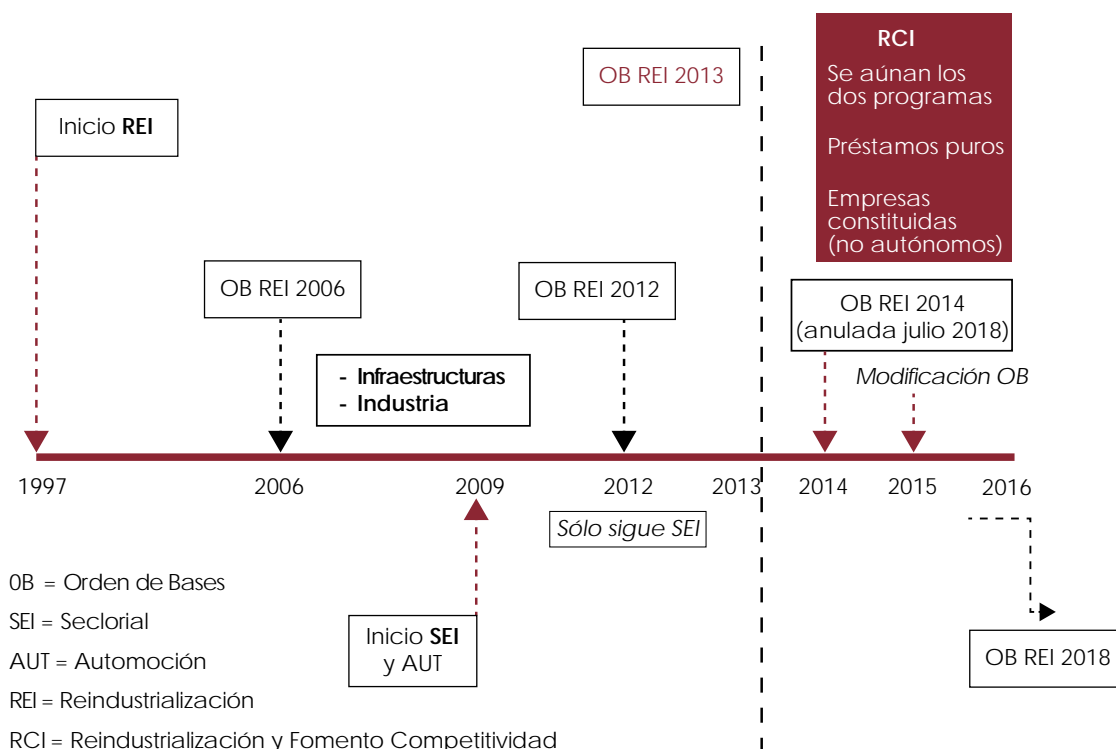 RCI
Se aúnan los
dos programas
Préstamos puros
Empresas
constituidas
(no autónomos)
OB REI 2013
Inicio REI
OB REI 2006
OB REI 2012
OB REI 2014
(anulada julio 2018)
Modificación OB
- Infraestructuras
- Industria
1997
2006
2009
2012
2013
2014
2015
2016
Sólo sigue SEI
Inicio SEI
y AUT
OB REI 2018
0B = Orden de Bases
SEI = Seclorial
AUT = Automoción
REI = Reindustrialización
RCI = Reindustrialización y Fomento Competitividad